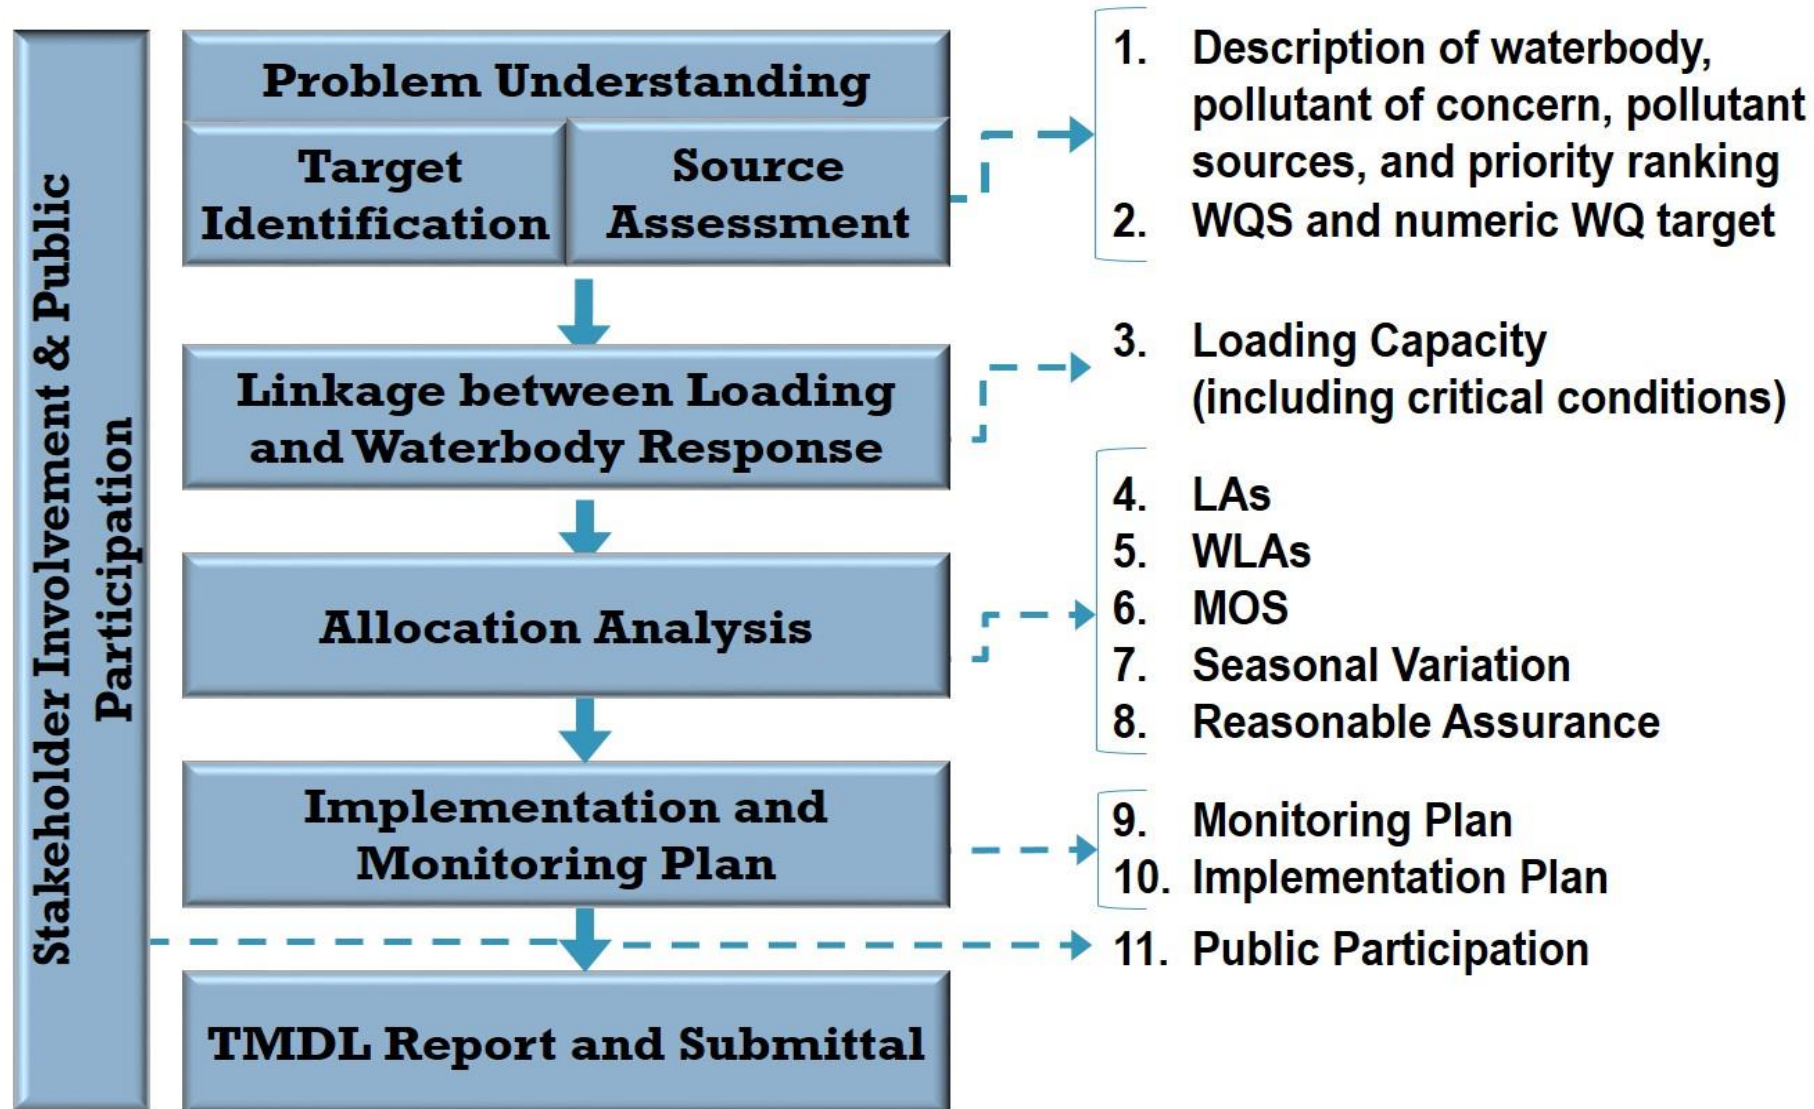 Stakeholder Involvement & Public
Participation
Problem Understanding
Target
Identification
Source
Assessment
Linkage between Loading
and Waterbody Response
Allocation Analysis
Implementation and
Monitoring Plan
TMDL Report and Submittal
1. Description of waterbody,
pollutant of concern, pollutant
sources, and priority ranking
2. WQS and numeric WQ target
3. Loading Capacity
(including critical conditions)
4. LAs
5. WLAs
6. MOS
7. Seasonal Variation
8. Reasonable Assurance
9. Monitoring Plan
10. Implementation Plan
11. Public Participation